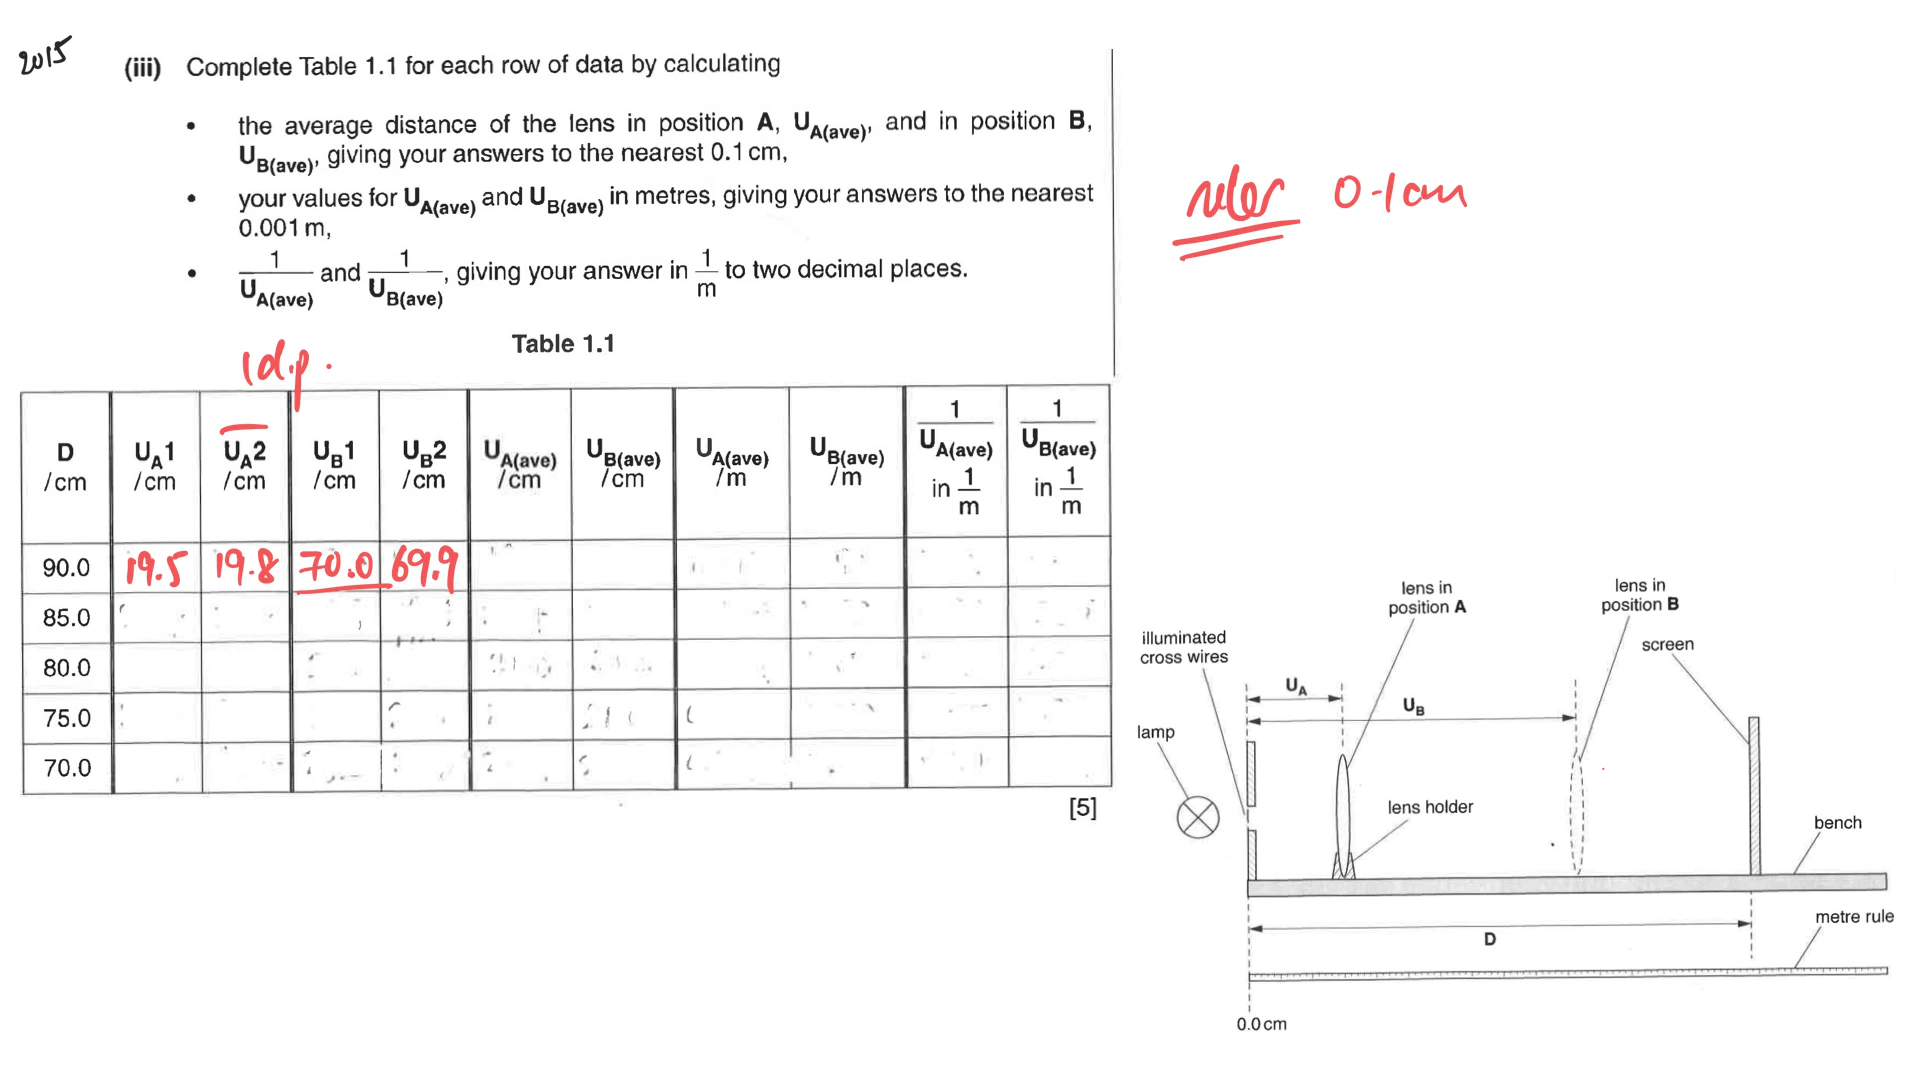 2015
(iii) Complete Table 1.1 for each row of data by calculating
• the average distance of the lens in position A, U_A(ave), and in position B,
U_B(ave), giving your answers to the nearest 0.1 cm,
• your values for U_A(ave) and U_B(ave) in metres, giving your answers to the nearest
0.001 m,
• 1/U_A(ave) and 1/U_B(ave), giving your answer in 1/m to two decimal places.
ruler 0.1cm
1 d.p.
Table 1.1
D /cm U_A1 /cm U_A2 /cm U_B1 /cm U_B2 /cm U_A(ave) /cm U_B(ave) /cm U_A(ave) /m U_B(ave) /m 1/U_A(ave) in 1/m 1/U_B(ave) in 1/m
90.0 19.5 19.8 70.0 69.9
85.0
80.0
75.0
70.0
[5]
lens in
position A
lens in
position B
illuminated
cross wires
screen
U_A
U_B
lamp
lens holder
bench
metre rule
D
0.0 cm